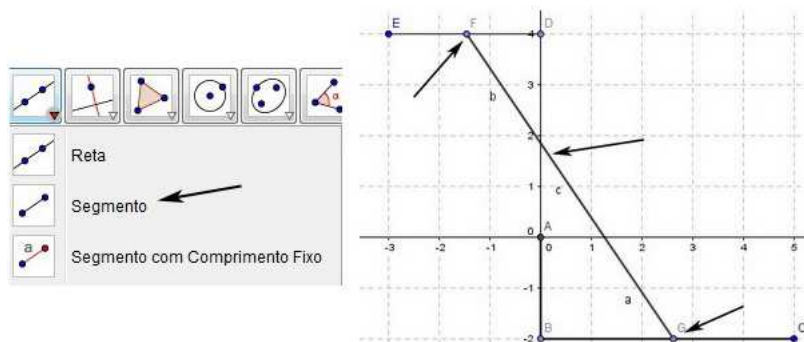 α
Reta
Segmento
a
Segmento com Comprimento Fixo
E F D
4
3
b
2
c
1
A
0
-3 -2 -1 0 1 2 3 4 5
-1
a
B G C
-2